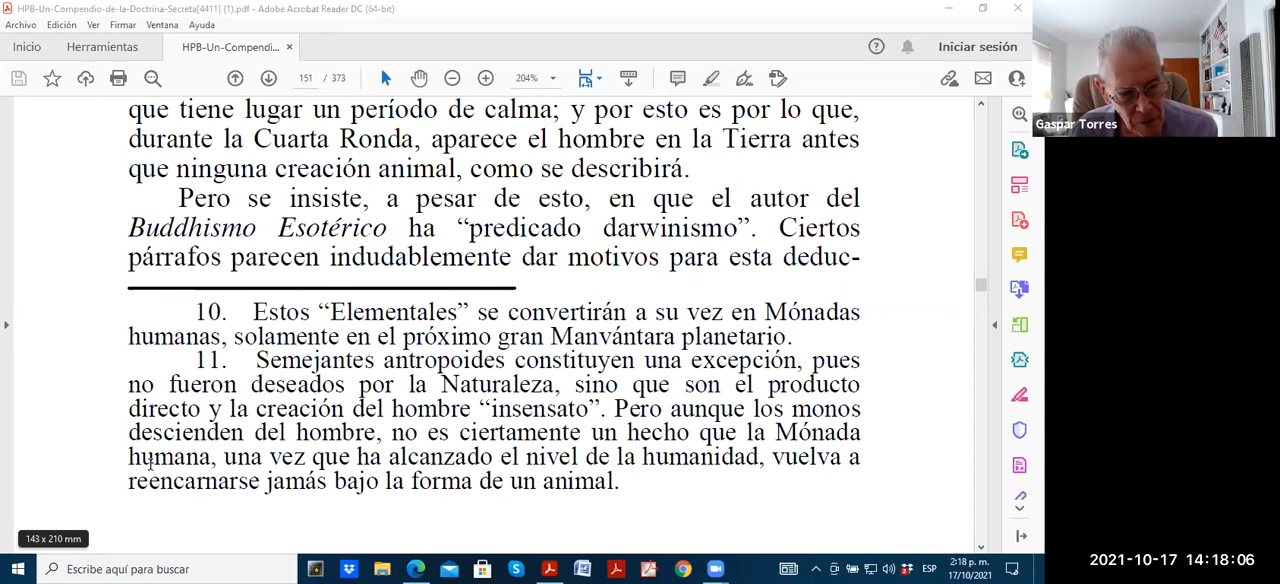 HPB-Un-Compendio-de-la-Doctrina-Secreta[4411] (1).pdf - Adobe Acrobat Reader DC (64-bit)
Archivo Edición Ver Firmar Ventana Ayuda
Inicio Herramientas HPB-Un-Compendi... × Iniciar sesión
151 / 373 204%
Gaspar Torres
que tiene lugar un período de calma; y por esto es por lo que,
durante la Cuarta Ronda, aparece el hombre en la Tierra antes
que ninguna creación animal, como se describirá.
Pero se insiste, a pesar de esto, en que el autor del
Buddhismo Esotérico ha “predicado darwinismo”. Ciertos
párrafos parecen indudablemente dar motivos para esta deduc-
10. Estos “Elementales” se convertirán a su vez en Mónadas
humanas, solamente en el próximo gran Manvántara planetario.
11. Semejantes antropoides constituyen una excepción, pues
no fueron deseados por la Naturaleza, sino que son el producto
directo y la creación del hombre “insensato”. Pero aunque los monos
descienden del hombre, no es ciertamente un hecho que la Mónada
humana, una vez que ha alcanzado el nivel de la humanidad, vuelva a
reencarnarse jamás bajo la forma de un animal.
143 x 210 mm
Escribe aquí para buscar
ESP
2:18 p. m.
17/10/2021
2021-10-17 14:18:06